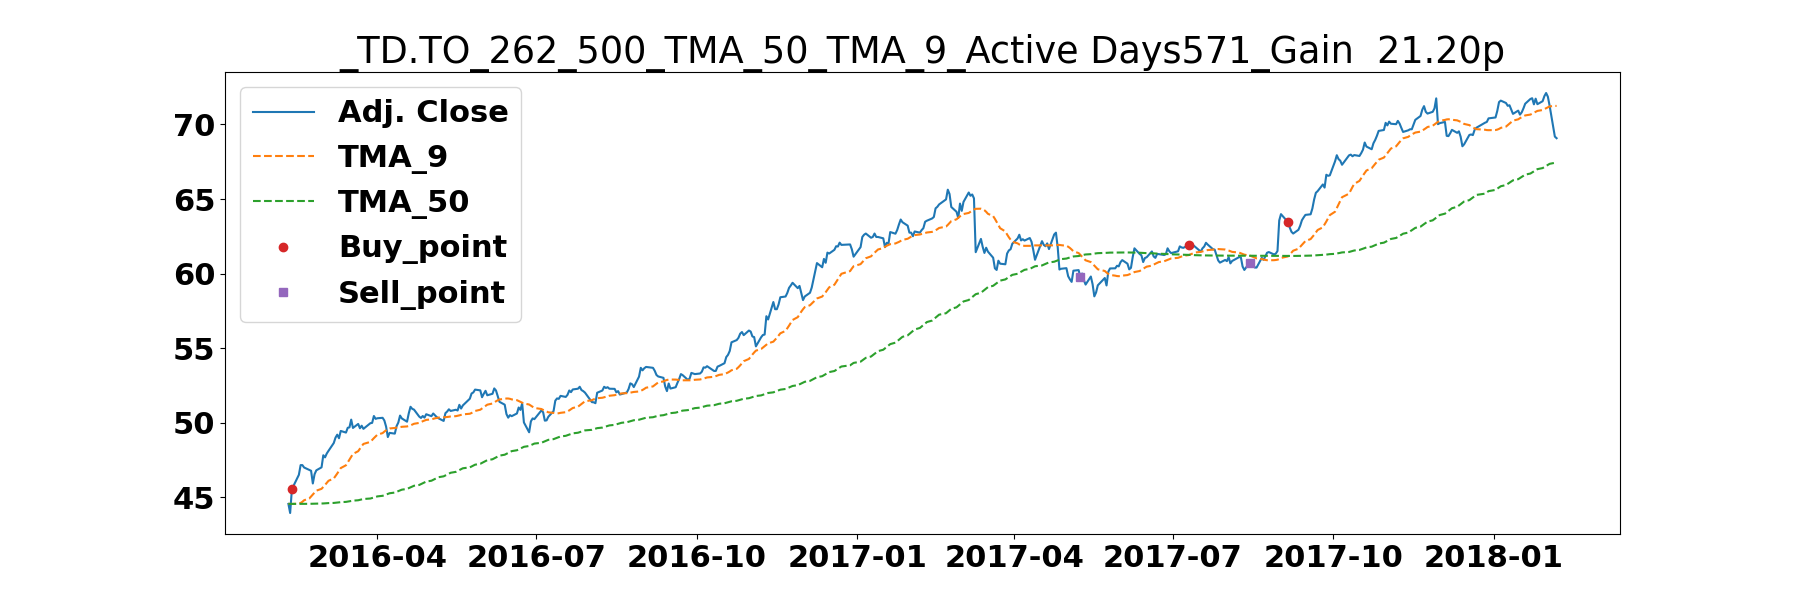 _TD.TO_262_500_TMA_50_TMA_9_Active Days571_Gain  21.20p
Adj. Close
TMA_9
TMA_50
Buy_point
Sell_point
70
65
60
55
50
45
2016-04 2016-07 2016-10 2017-01 2017-04 2017-07 2017-10 2018-01